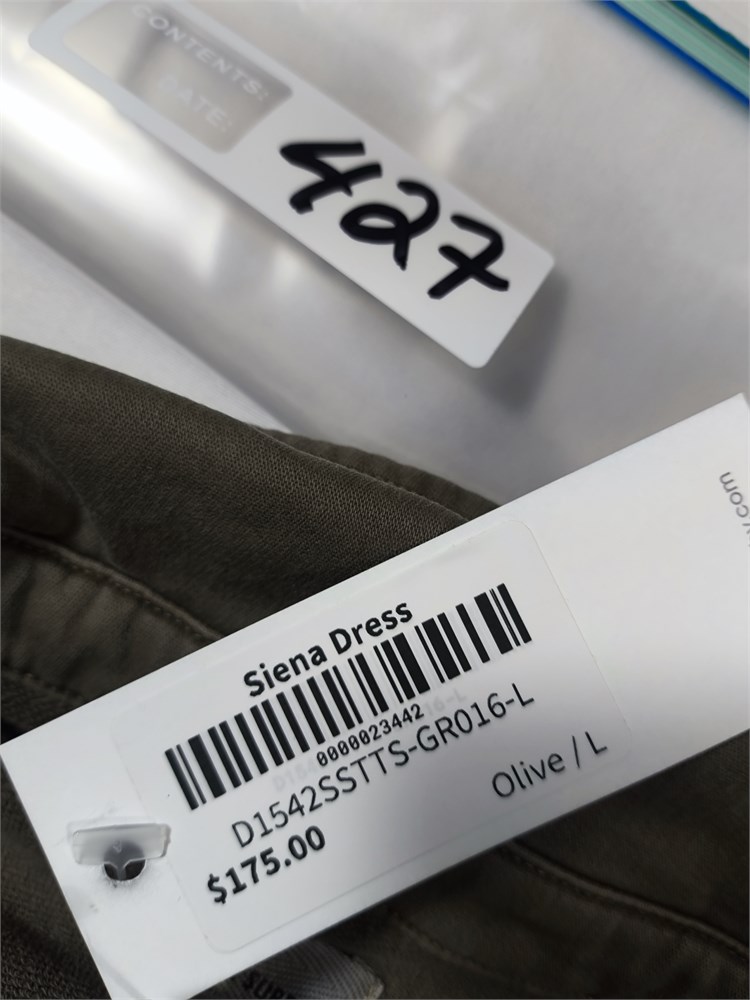 CONTENTS:
DATE:
427
Siena Dress
0000023442
D1542SSTTS-GR016-L
Olive / L
$175.00